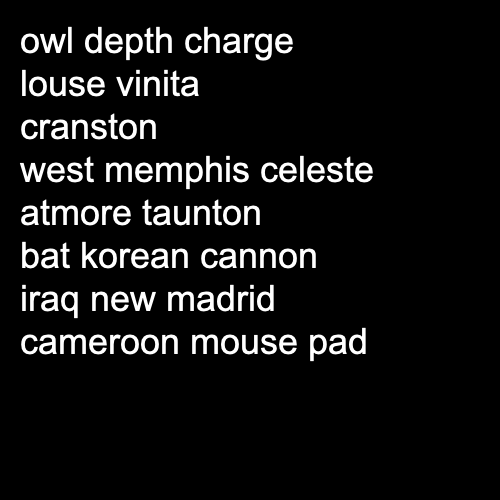 owl depth charge
louse vinita
cranston
west memphis celeste
atmore taunton
bat korean cannon
iraq new madrid
cameroon mouse pad